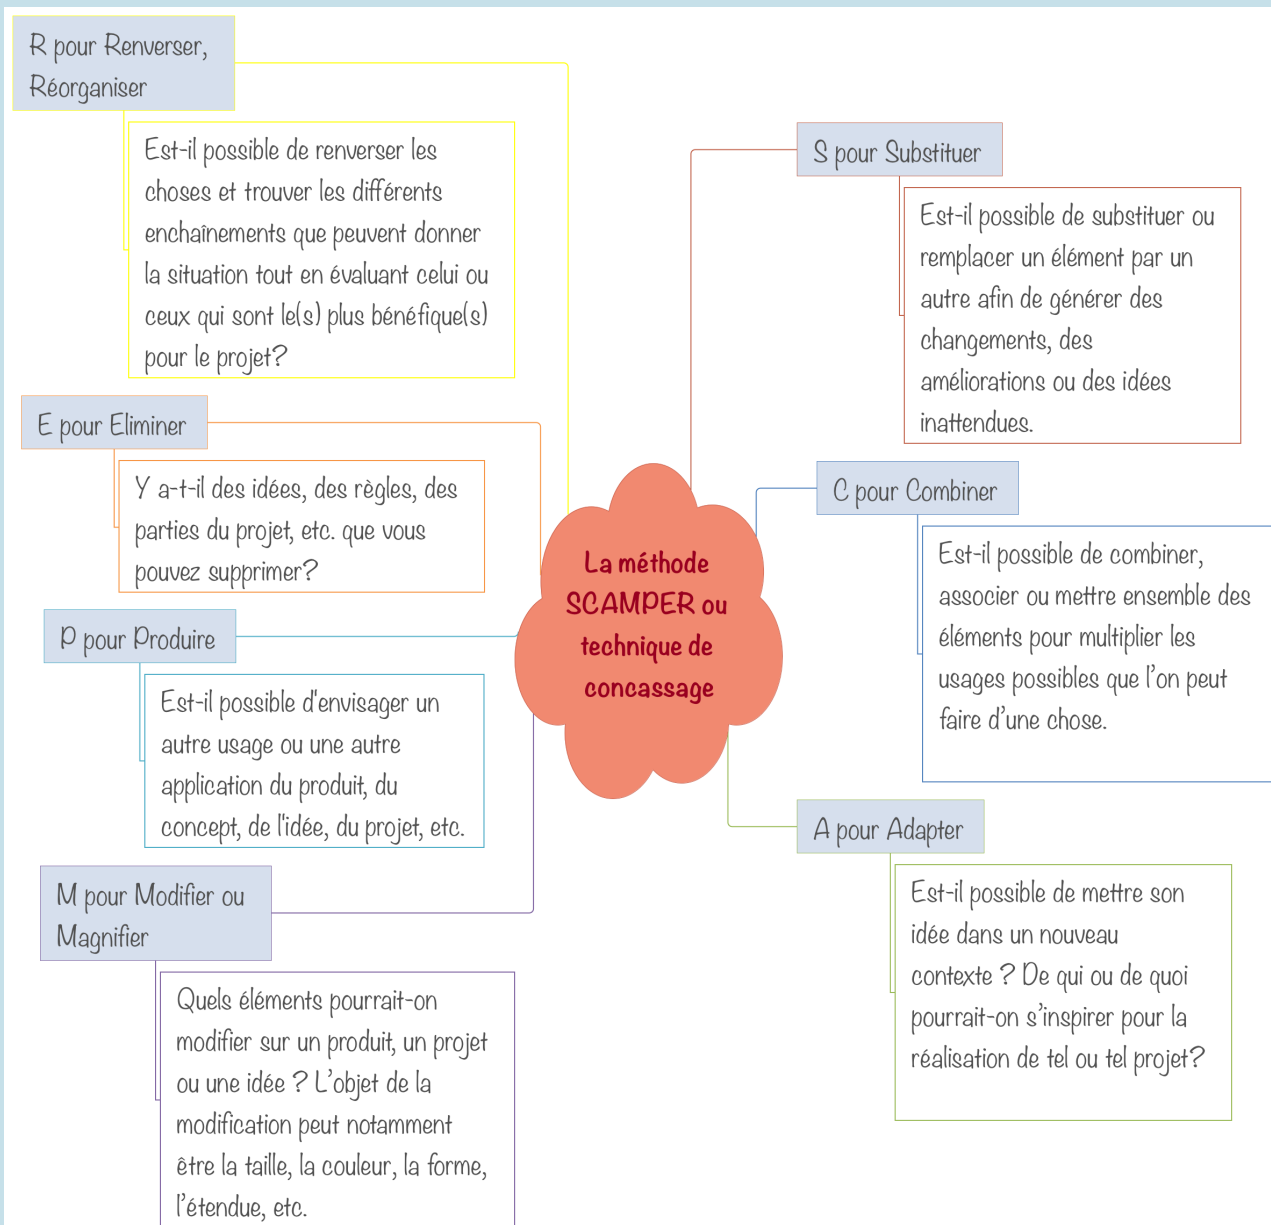 La méthode
SCAMPER ou
technique de
concassage
S pour Substituer
Est-il possible de substituer ou
remplacer un élément par un
autre afin de générer des
changements, des
améliorations ou des idées
inattendues.
C pour Combiner
Est-il possible de combiner,
associer ou mettre ensemble des
éléments pour multiplier les
usages possibles que l’on peut
faire d’une chose.
A pour Adapter
Est-il possible de mettre son
idée dans un nouveau
contexte ? De qui ou de quoi
pourrait-on s’inspirer pour la
réalisation de tel ou tel projet?
M pour Modifier ou
Magnifier
Quels éléments pourrait-on
modifier sur un produit, un projet
ou une idée ? L’objet de la
modification peut notamment
être la taille, la couleur, la forme,
l’étendue, etc.
P pour Produire
Est-il possible d'envisager un
autre usage ou une autre
application du produit, du
concept, de l'idée, du projet, etc.
E pour Eliminer
Y a-t-il des idées, des règles, des
parties du projet, etc. que vous
pouvez supprimer?
R pour Renverser,
Réorganiser
Est-il possible de renverser les
choses et trouver les différents
enchaînements que peuvent donner
la situation tout en évaluant celui ou
ceux qui sont le(s) plus bénéfique(s)
pour le projet?